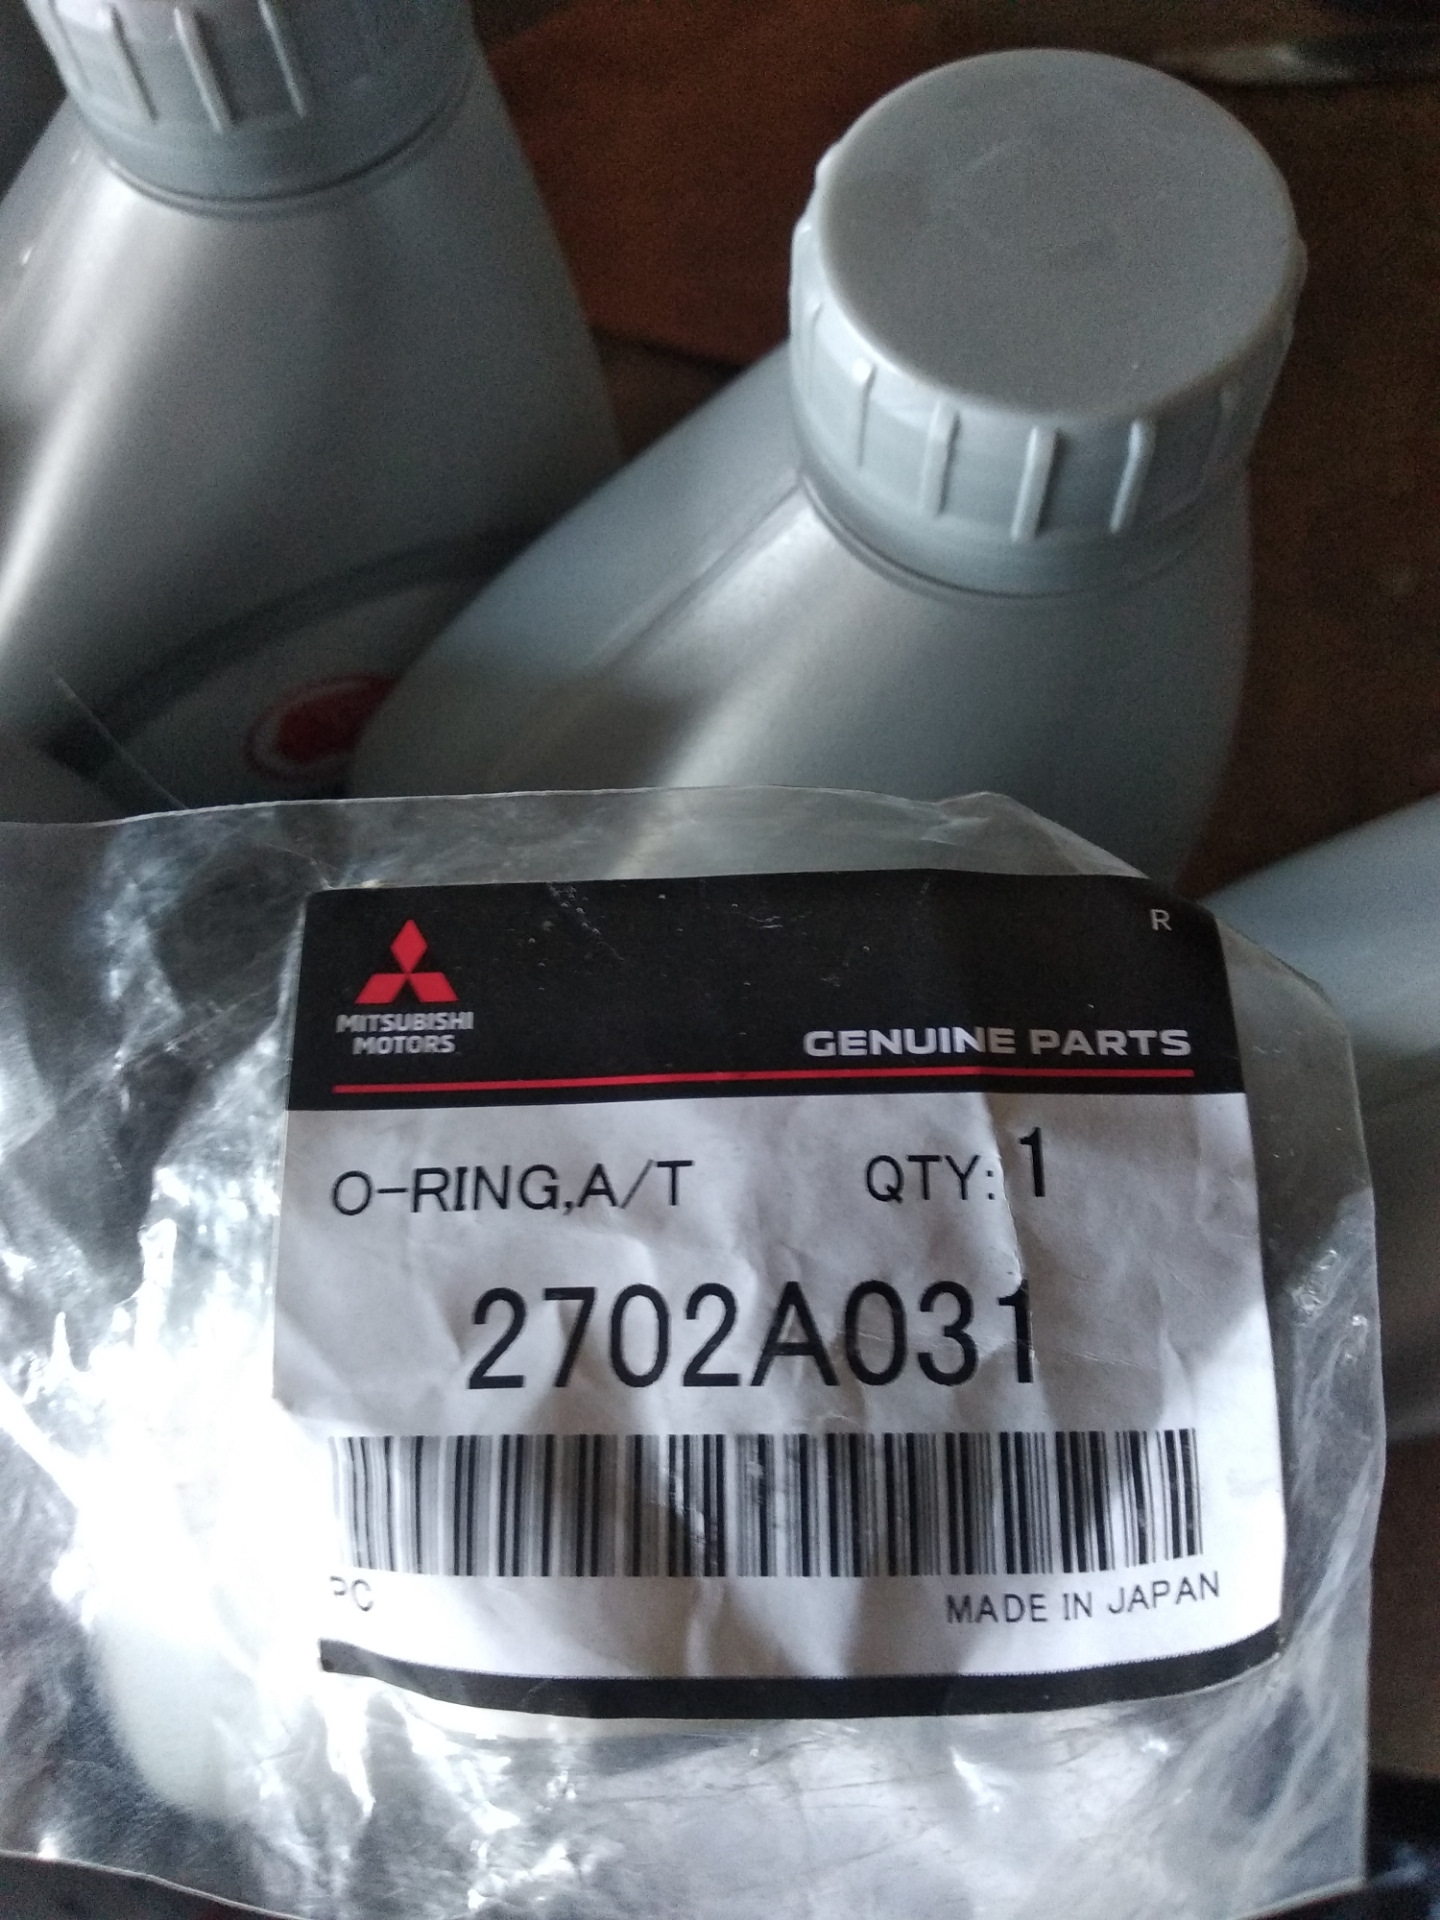 R
MITSUBISHI
MOTORS
GENUINE PARTS
O-RING,A/T QTY: 1
2702A031
PC MADE IN JAPAN